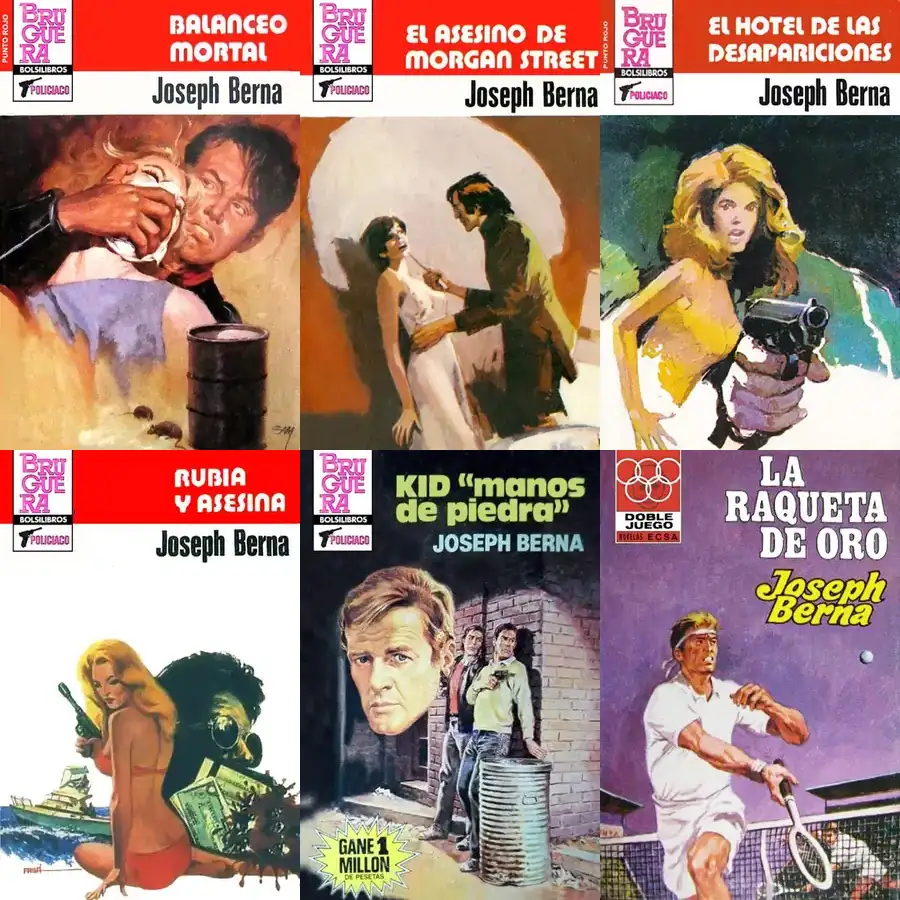 PUNTO ROJO
BRU
GUE
RA
BOLSILIBROS
POLICIACO
BALANCEO
MORTAL
Joseph Berna
BRU
GUE
RA
BOLSILIBROS
POLICIACO
EL ASESINO DE
MORGAN STREET
Joseph Berna
PUNTO ROJO
BRU
GUE
RA
BOLSILIBROS
POLICIACO
EL HOTEL DE LAS
DESAPARICIONES
Joseph Berna
SAM
BRU
GUE
RA
BOLSILIBROS
POLICIACO
RUBIA
Y ASESINA
Joseph Berna
BRU
GUE
RA
BOLSILIBROS
POLICIACO
KID “manos
de piedra”
JOSEPH BERNA
GANE 1
MILLON
DE PESETAS
DOBLE
JUEGO
NOVELAS ECSA
LA
RAQUETA
DE ORO
Joseph
Berna